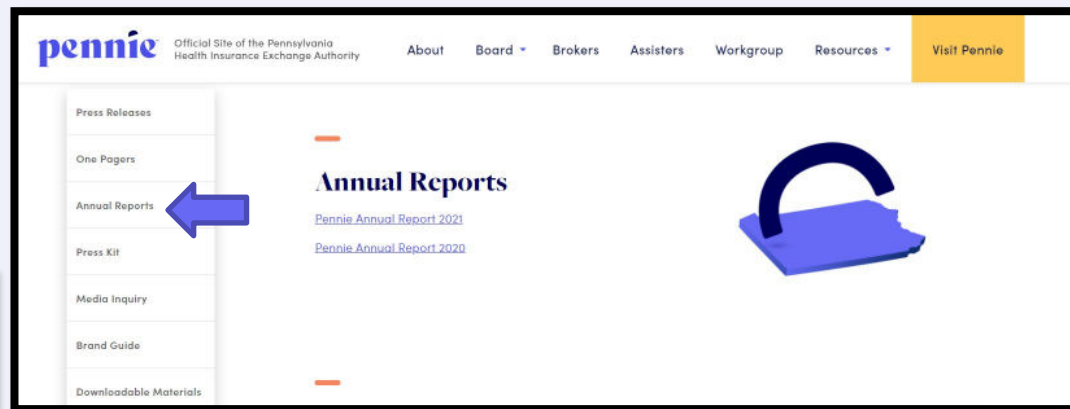 pennie
Official Site of the Pennsylvania
Health Insurance Exchange Authority
About Board Brokers Assisters Workgroup Resources Visit Pennie
Press Releases
One Pagers
Annual Reports
Press Kit
Media Inquiry
Brand Guide
Downloadable Materials
Annual Reports
Pennie Annual Report 2021
Pennie Annual Report 2020